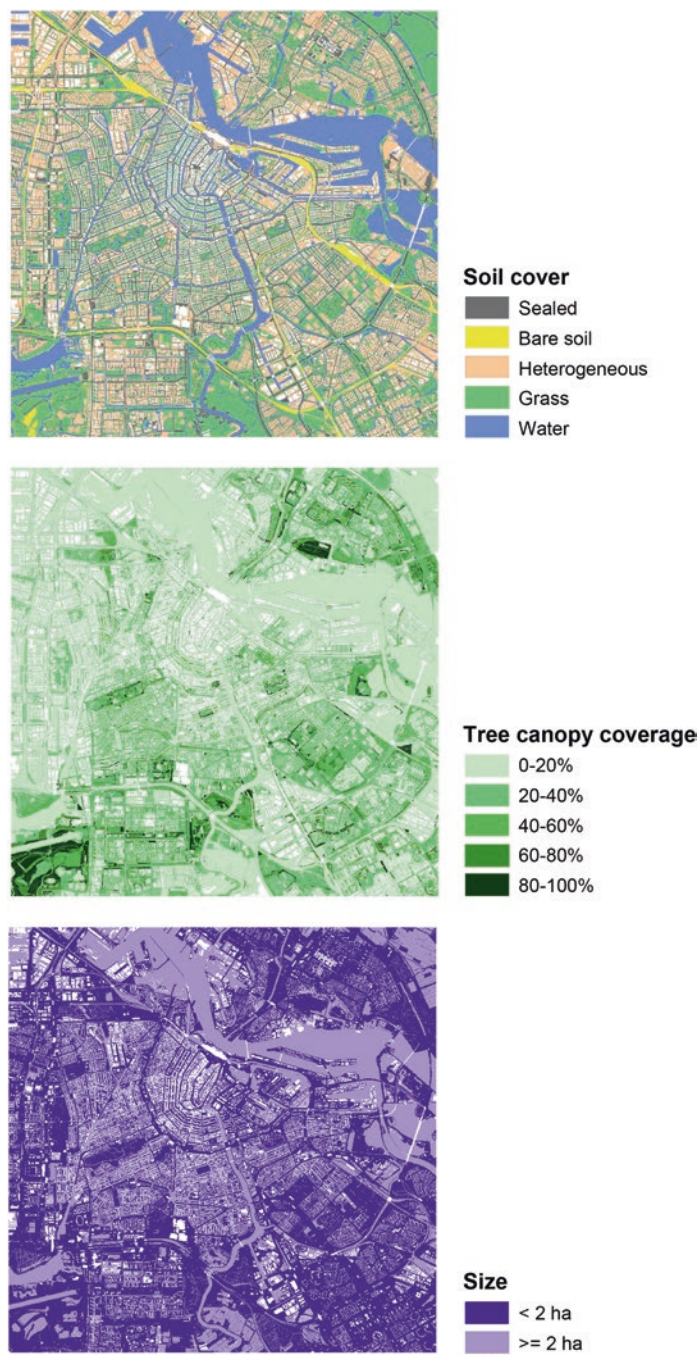 Soil cover
Sealed
Bare soil
Heterogeneous
Grass
Water
Tree canopy coverage
0-20%
20-40%
40-60%
60-80%
80-100%
Size
< 2 ha
>= 2 ha